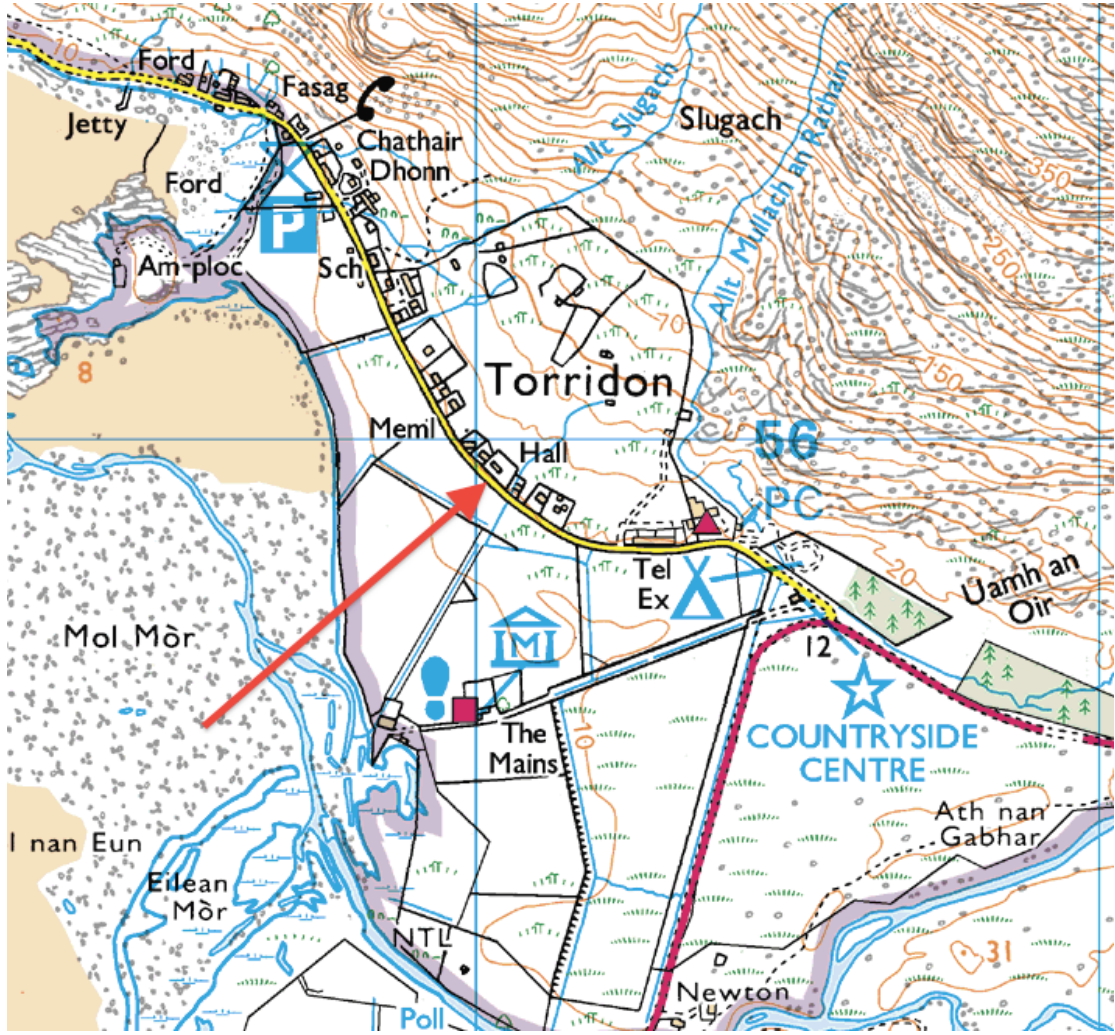 10
Ford
Fasag
Jetty
Chathair
Dhonn
Allt Slugach
Slugach
Allt Mullach an Rathain
350
250
Ford
P
Sch
Am-ploc
8
70
150
Torridon
Meml
Hall
56
PC
20
Tel
Ex
Uamh an
Oir
12
Mol Mòr
M
The
Mains
10
COUNTRYSIDE
CENTRE
Ath nan
Gabhar
l nan Eun
Eilean
Mòr
NTL
31
Newton
Poll